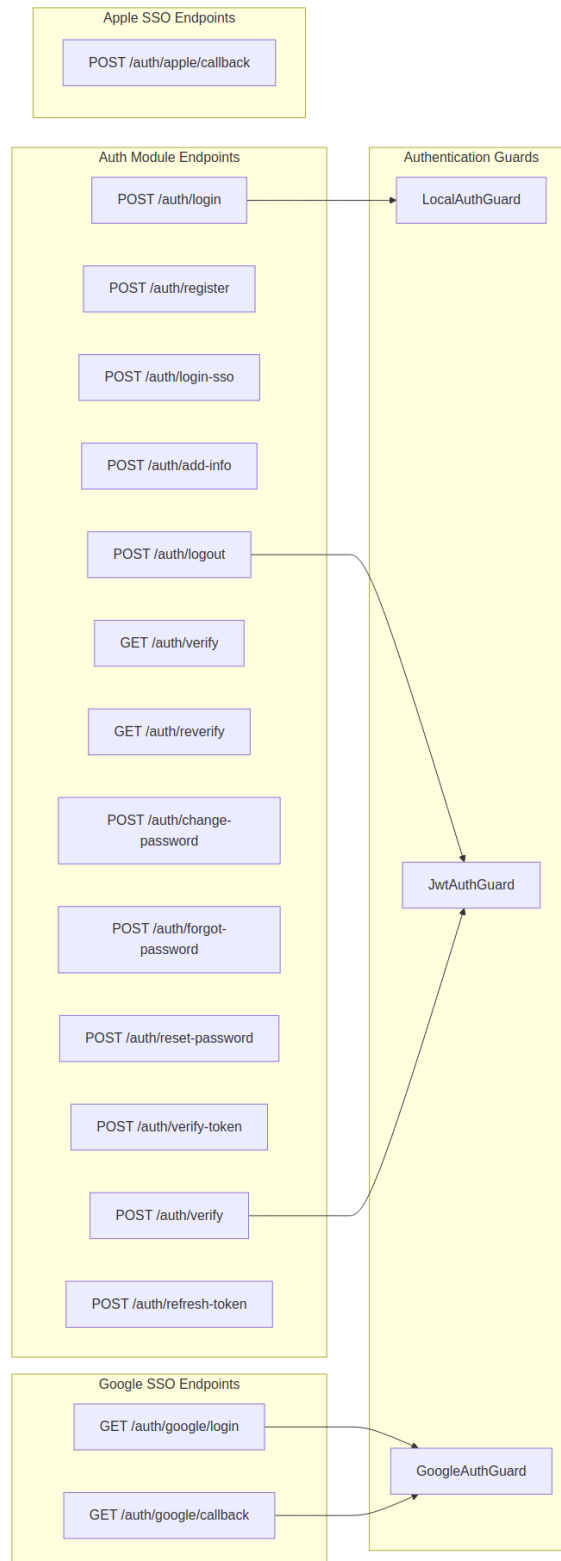 Apple SSO Endpoints
POST /auth/apple/callback
Auth Module Endpoints
POST /auth/login
POST /auth/register
POST /auth/login-sso
POST /auth/add-info
POST /auth/logout
GET /auth/verify
GET /auth/reverify
POST /auth/change-
password
POST /auth/forgot-
password
POST /auth/reset-password
POST /auth/verify-token
POST /auth/verify
POST /auth/refresh-token
Authentication Guards
LocalAuthGuard
JwtAuthGuard
GoogleAuthGuard
Google SSO Endpoints
GET /auth/google/login
GET /auth/google/callback